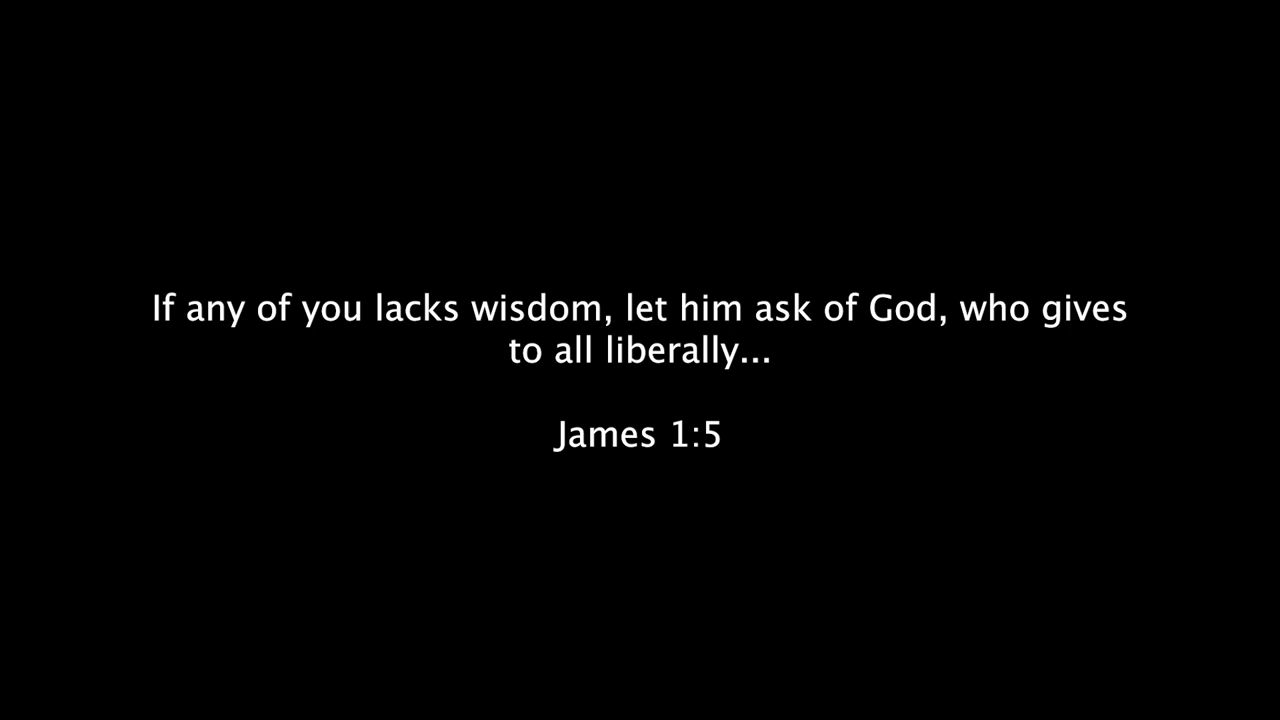 If any of you lacks wisdom, let him ask of God, who gives
to all liberally...
James 1:5